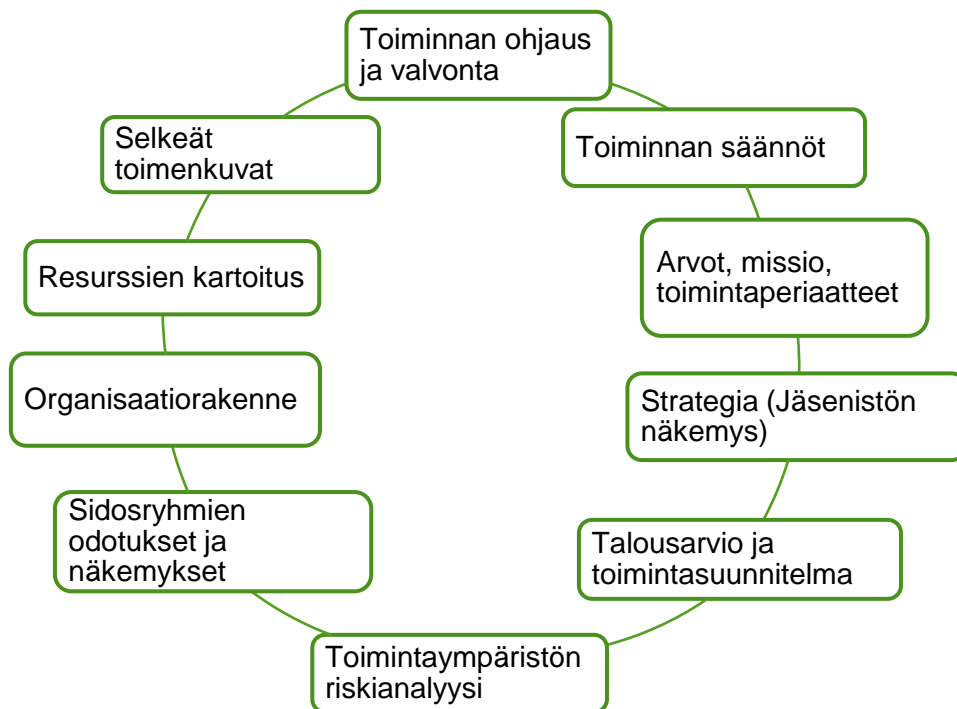 Toiminnan ohjaus
ja valvonta
Toiminnan säännöt
Arvot, missio,
toimintaperiaatteet
Strategia (Jäsenistön
näkemys)
Talousarvio ja
toimintasuunnitelma
Toimintaympäristön
riskianalyysi
Sidosryhmien
odotukset ja
näkemykset
Organisaatiorakenne
Resurssien kartoitus
Selkeät
toimenkuvat